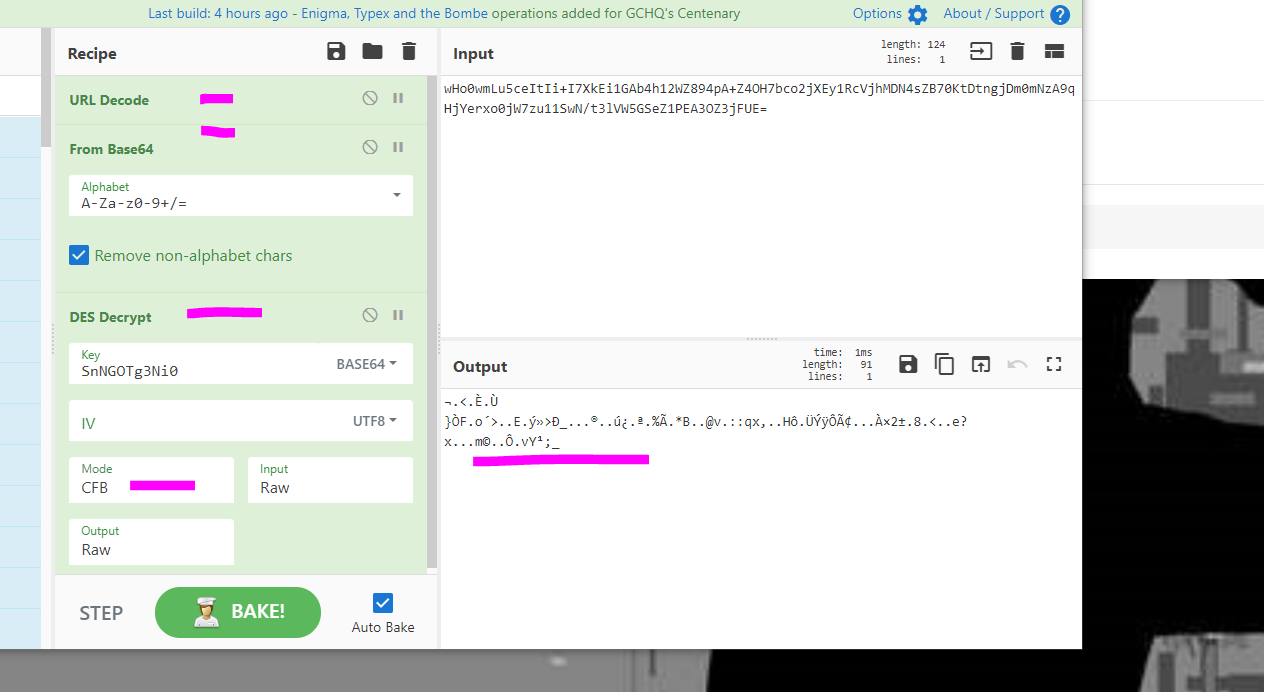 Last build: 4 hours ago - Enigma, Typex and the Bombe operations added for GCHQ's Centenary
Options
About / Support
Recipe
Input
length: 124
lines: 1
URL Decode
wHo0wmLu5ceItIi+I7XkEi1GAb4h12WZ894pA+Z4OH7bco2jXEy1RcVjhMDN4sZB70KtDtngjDm0mNzA9q
HjYerxo0jW7zu11SwN/t3lVW5GSeZ1PEA3OZ3jFUE=
From Base64
Alphabet
A-Za-z0-9+/=
Remove non-alphabet chars
DES Decrypt
Key
SnNGOTg3Ni0
BASE64
IV
UTF8
Mode
CFB
Input
Raw
Output
Raw
STEP
BAKE!
Auto Bake
Output
time: 1ms
length: 91
lines: 1
¬.<.È.Ù
}ÒF.o´>..E.ý»>Ð_...®..ú¿.ª.%Ã.*B..@v.::qx,..Hô.ÜÝÿÔÃ¢...À×2±.8.<..e?
x...m©..Ô.vY¹;_